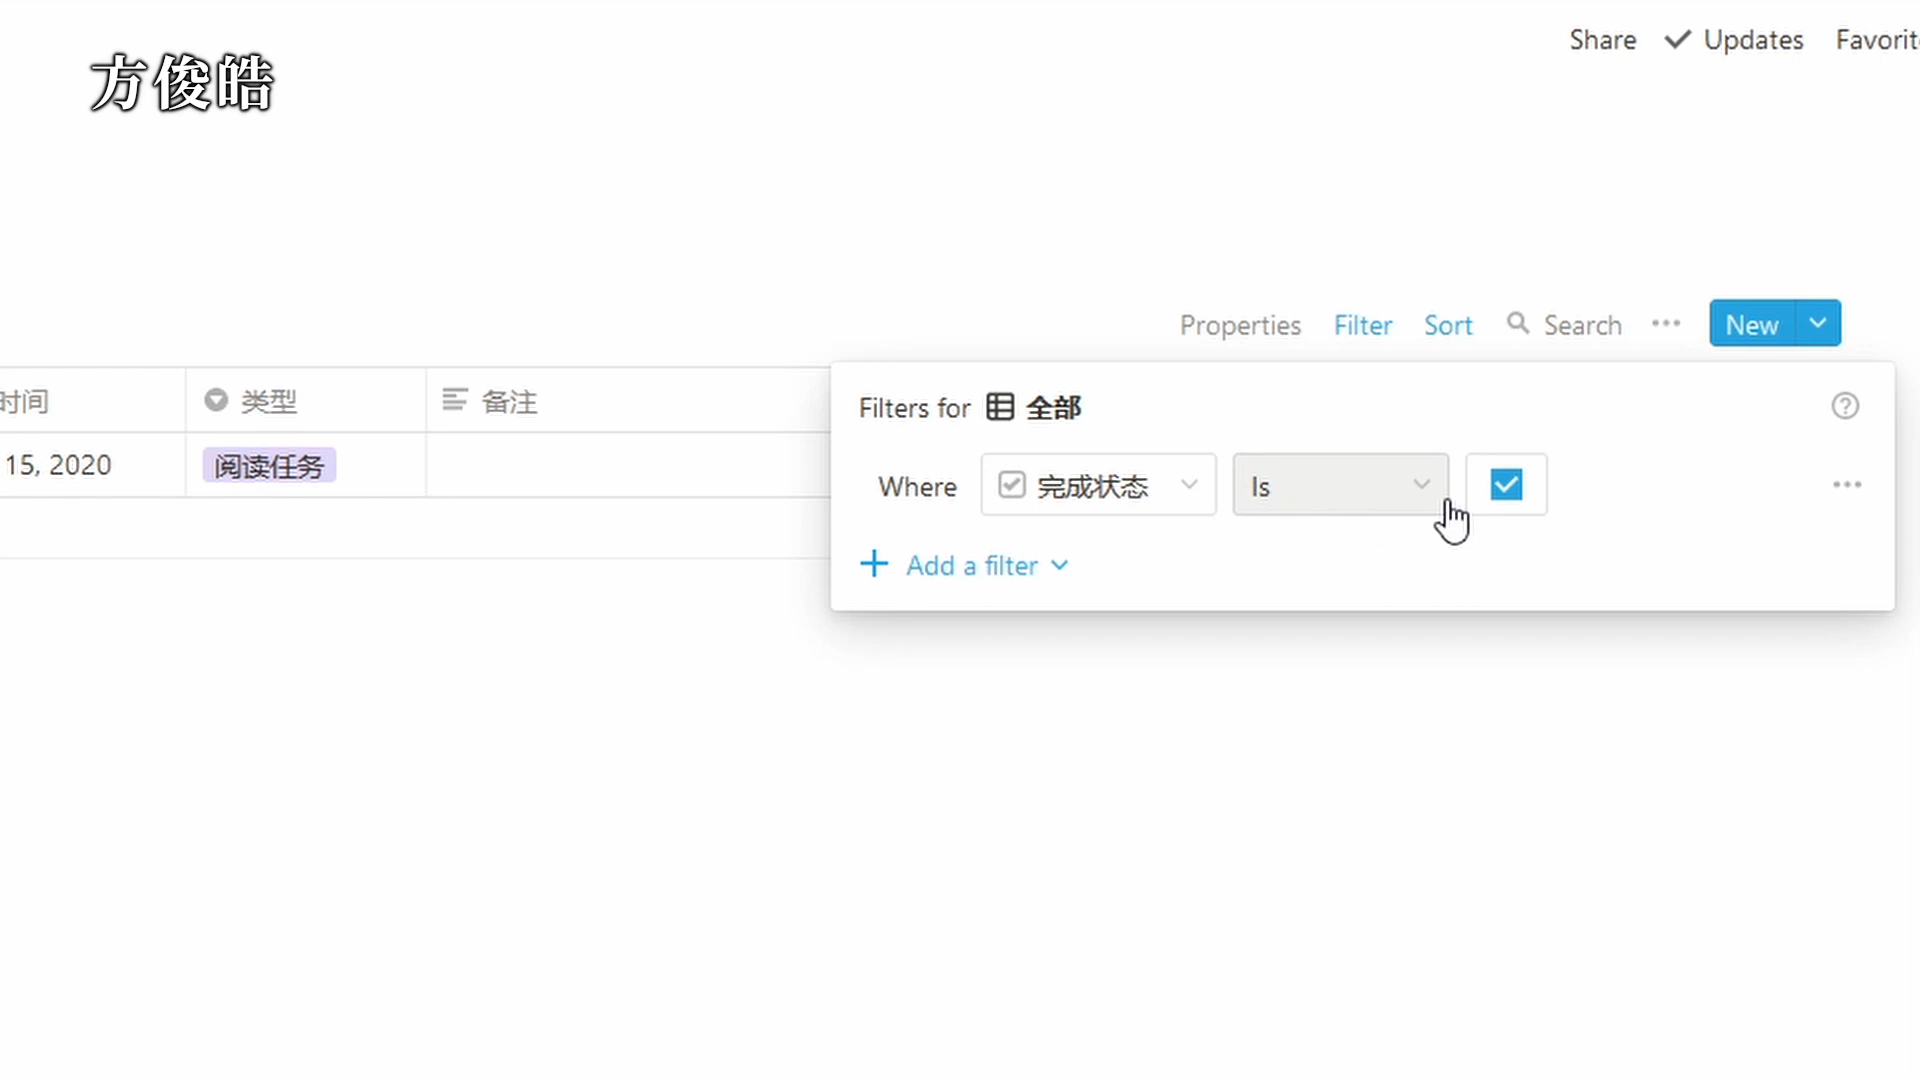 Share Updates Favorit
方俊皓
Properties Filter Sort Search New
时间 类型 备注
Filters for 全部
15, 2020 阅读任务
Where 完成状态 Is
Add a filter